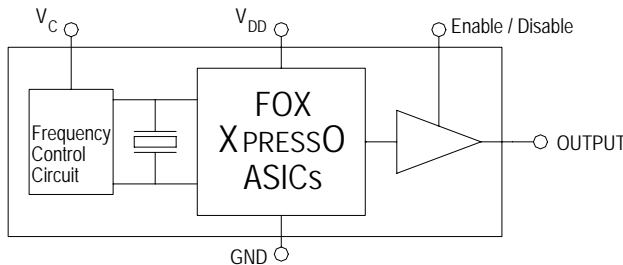 VC
VDD
Enable / Disable
Frequency
Control
Circuit
FOX
XPRESSO
ASICs
OUTPUT
GND